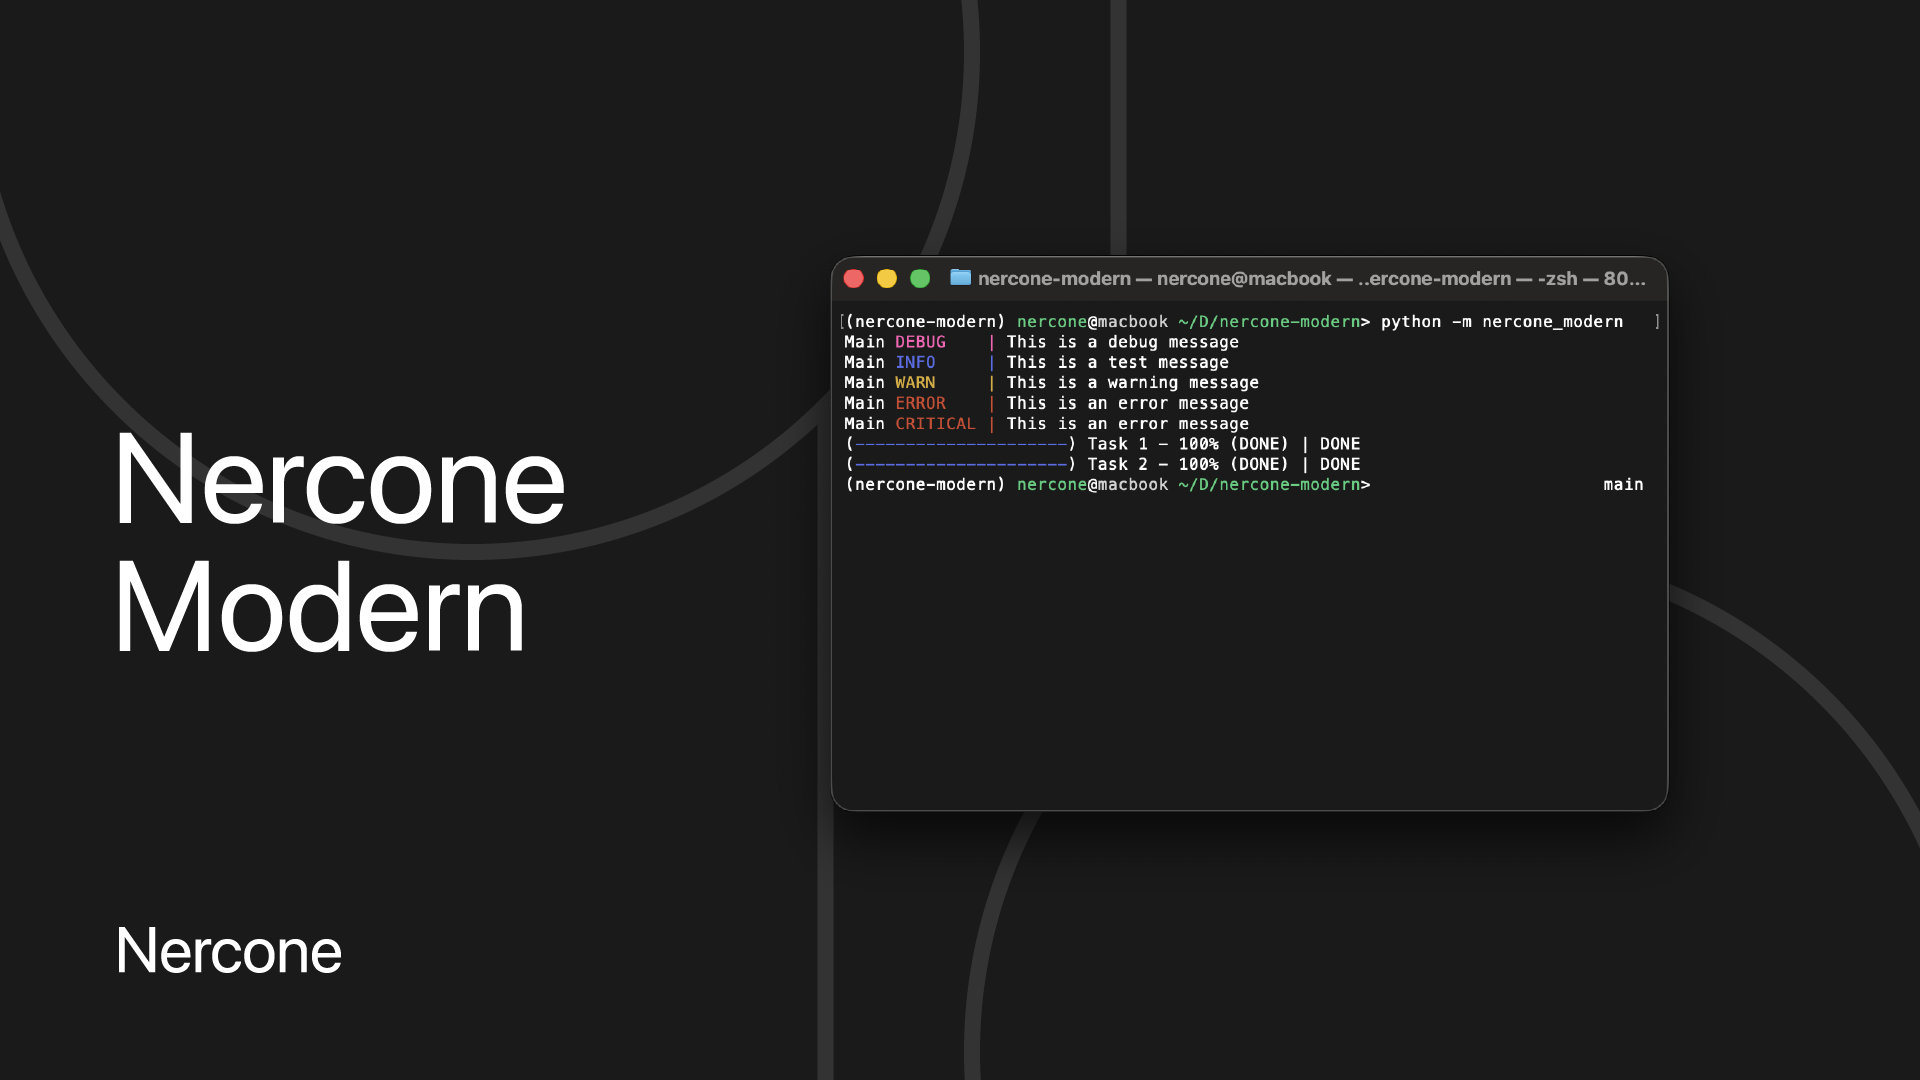 Nercone
Modern
Nercone
nercone-modern — nercone@macbook — ..ercone-modern — -zsh — 80...
[(nercone-modern) nercone@macbook ~/D/nercone-modern> python -m nercone_modern ]
Main DEBUG | This is a debug message
Main INFO | This is a test message
Main WARN | This is a warning message
Main ERROR | This is an error message
Main CRITICAL | This is an error message
(---------------------) Task 1 - 100% (DONE) | DONE
(---------------------) Task 2 - 100% (DONE) | DONE
(nercone-modern) nercone@macbook ~/D/nercone-modern> main